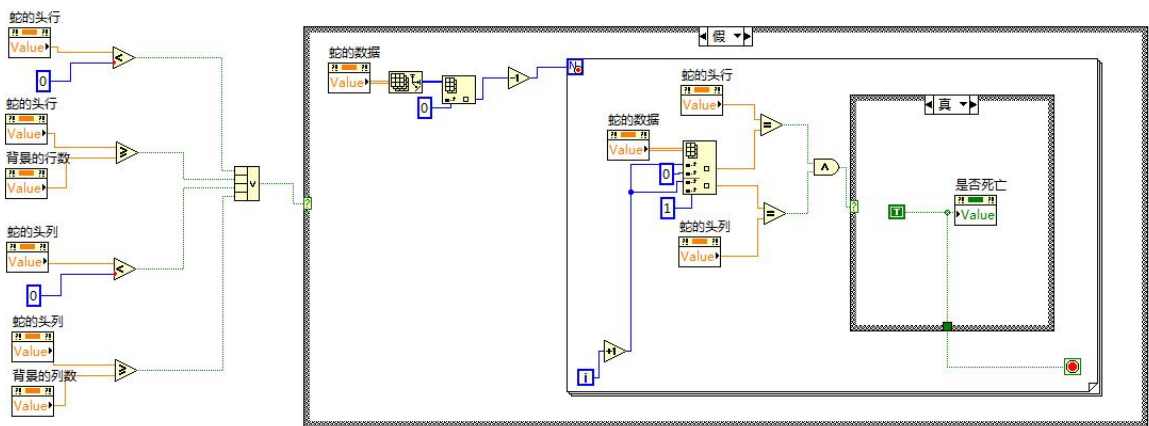 蛇的头行
Value
0
蛇的头行
Value
背景的行数
Value
蛇的头列
Value
0
蛇的头列
Value
背景的列数
Value
假
蛇的数据
Value
0
-1
N
蛇的头行
Value
蛇的数据
Value
0
1
蛇的头列
Value
+1
i
真
是否死亡
T
Value